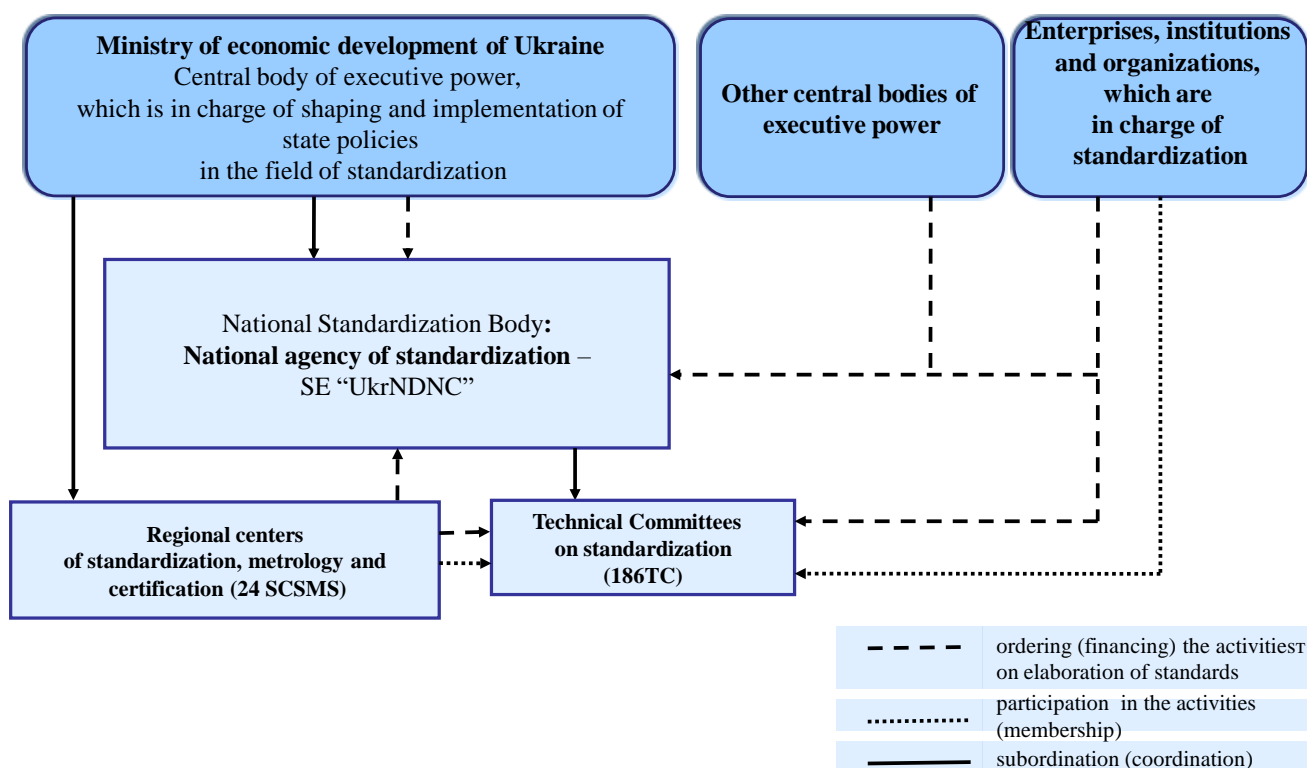 Ministry of economic development of Ukraine
Central body of executive power,
which is in charge of shaping and implementation of
state policies
in the field of standardization
Other central bodies of
executive power
Enterprises, institutions
and organizations,
which are
in charge of
standardization
National Standardization Body:
National agency of standardization –
SE “UkrNDNC”
Regional centers
of standardization, metrology and
certification (24 SCSMS)
Technical Committees
on standardization
(186TC)
ordering (financing) the activitiesт
on elaboration of standards
participation in the activities
(membership)
subordination (coordination)